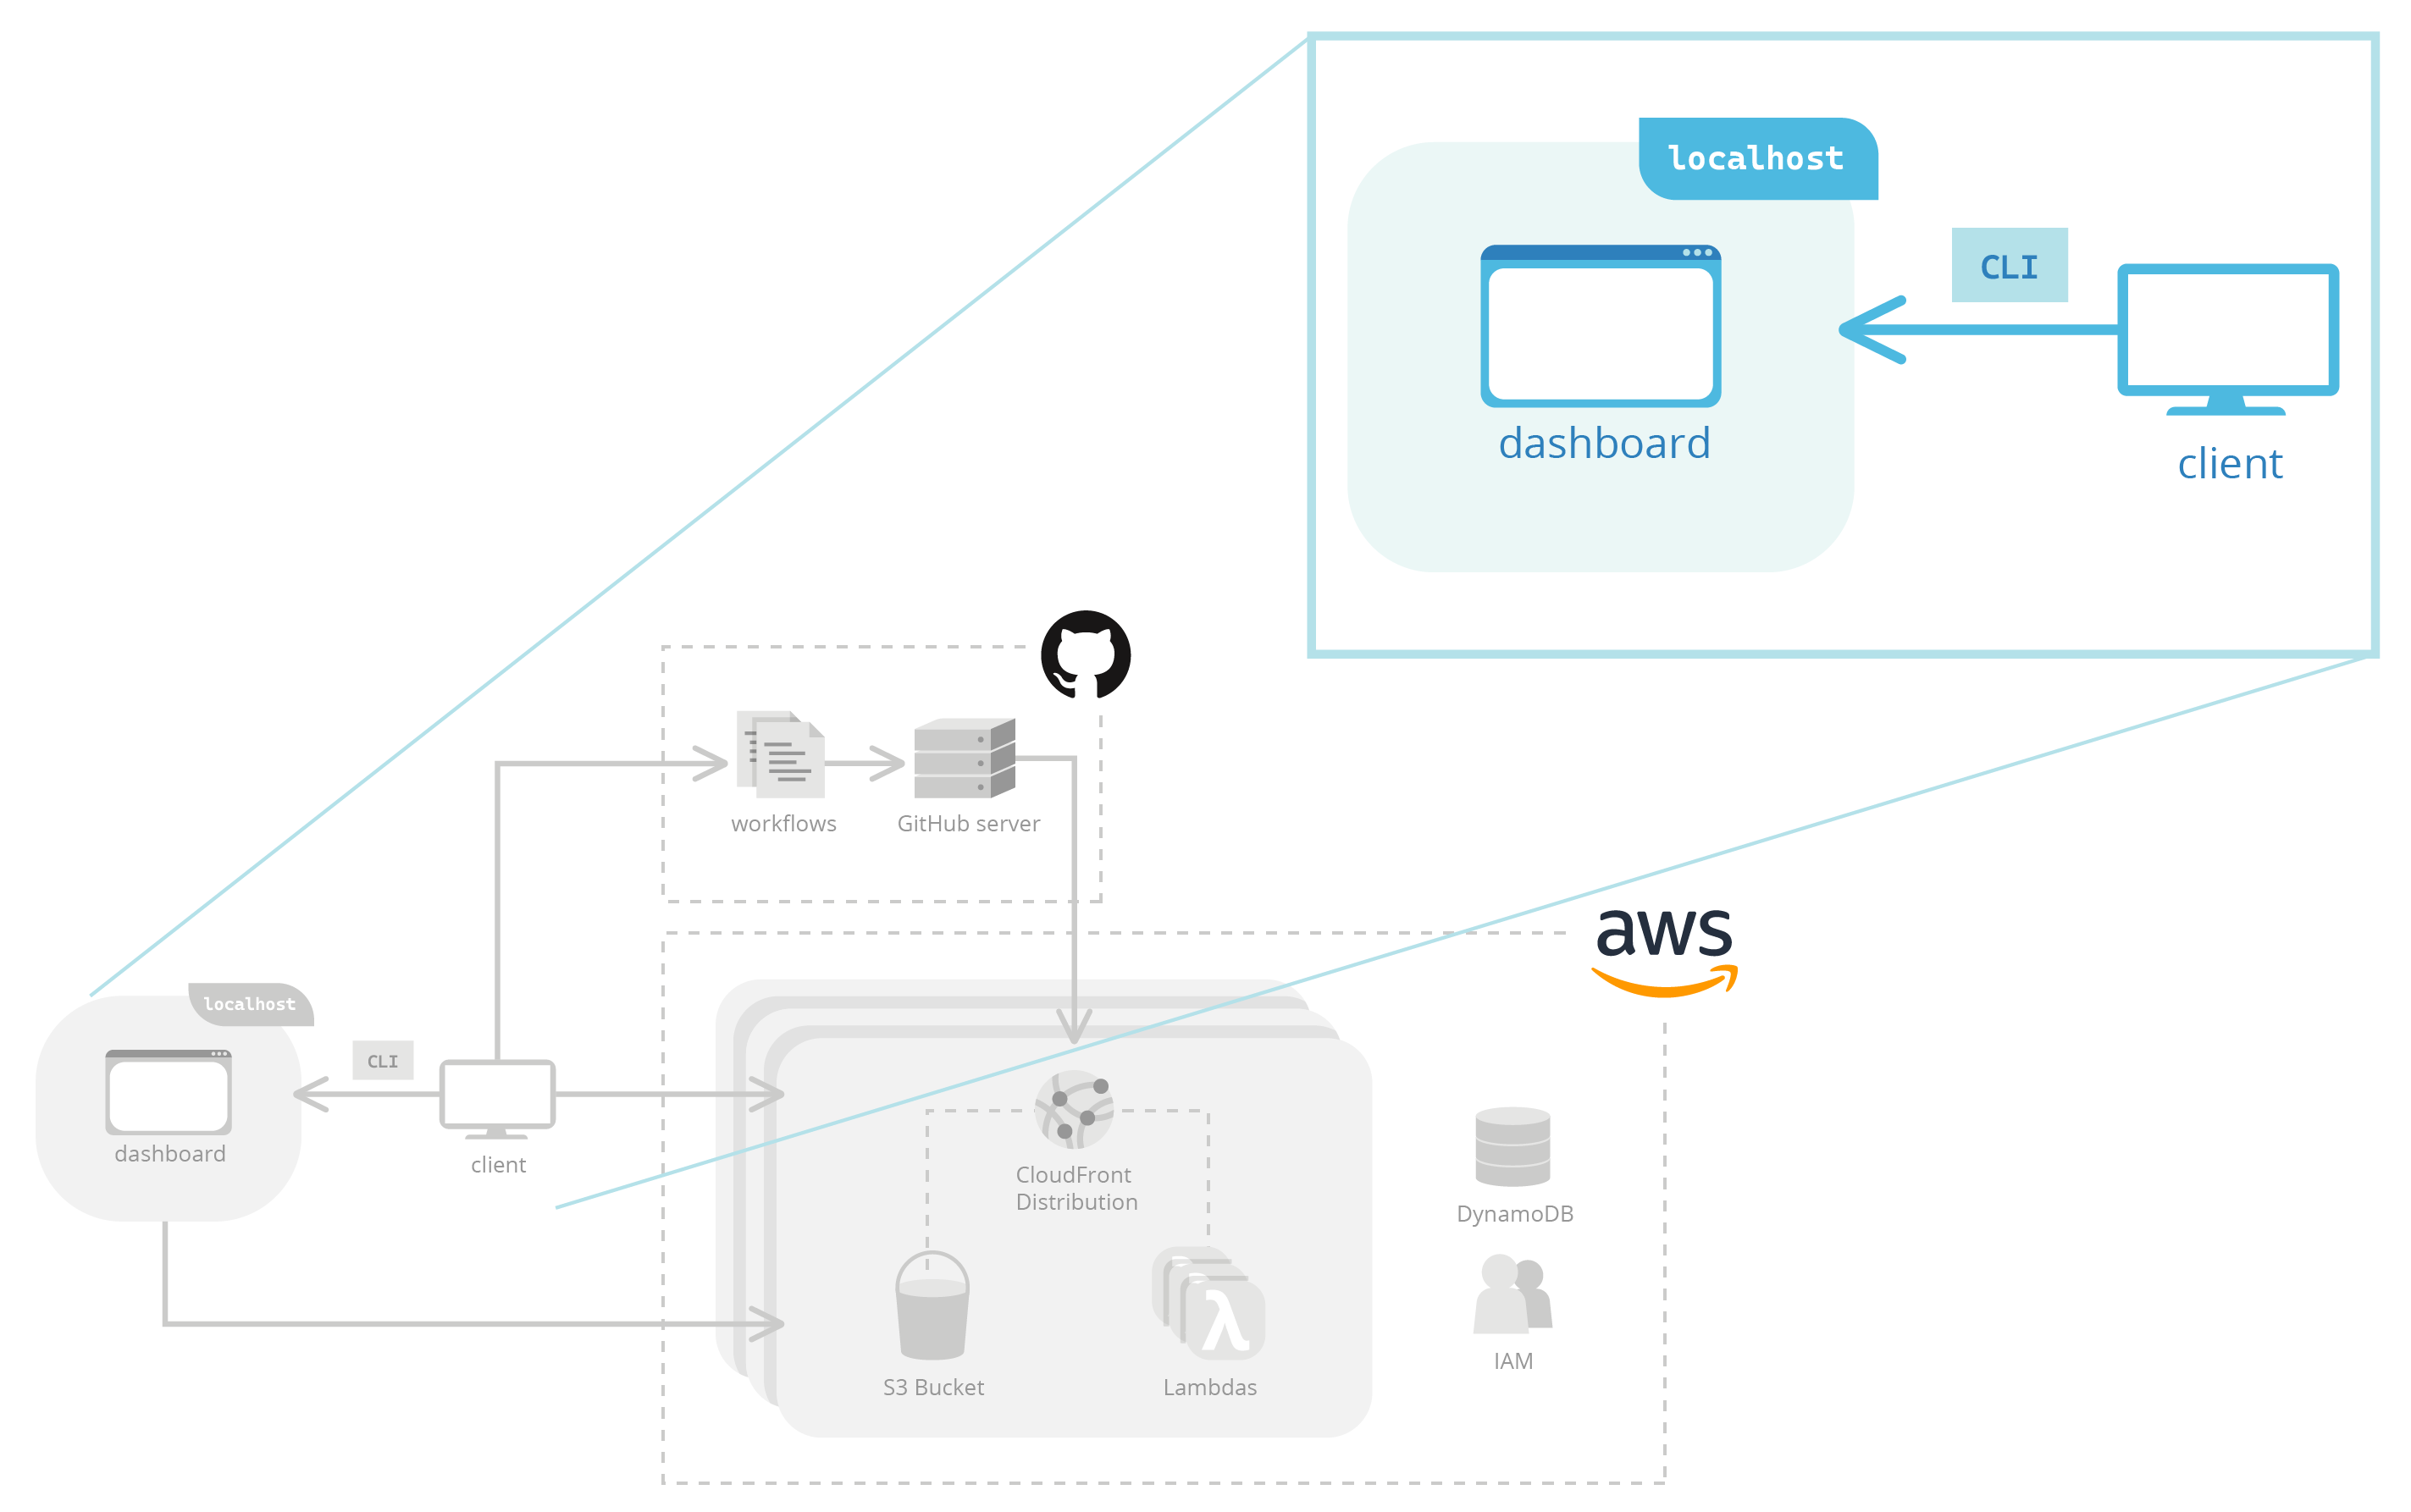 localhost
CLI
dashboard
client
workflows
GitHub server
aws
localhost
CLI
dashboard
client
CloudFront
Distribution
DynamoDB
IAM
S3 Bucket
Lambdas
λ